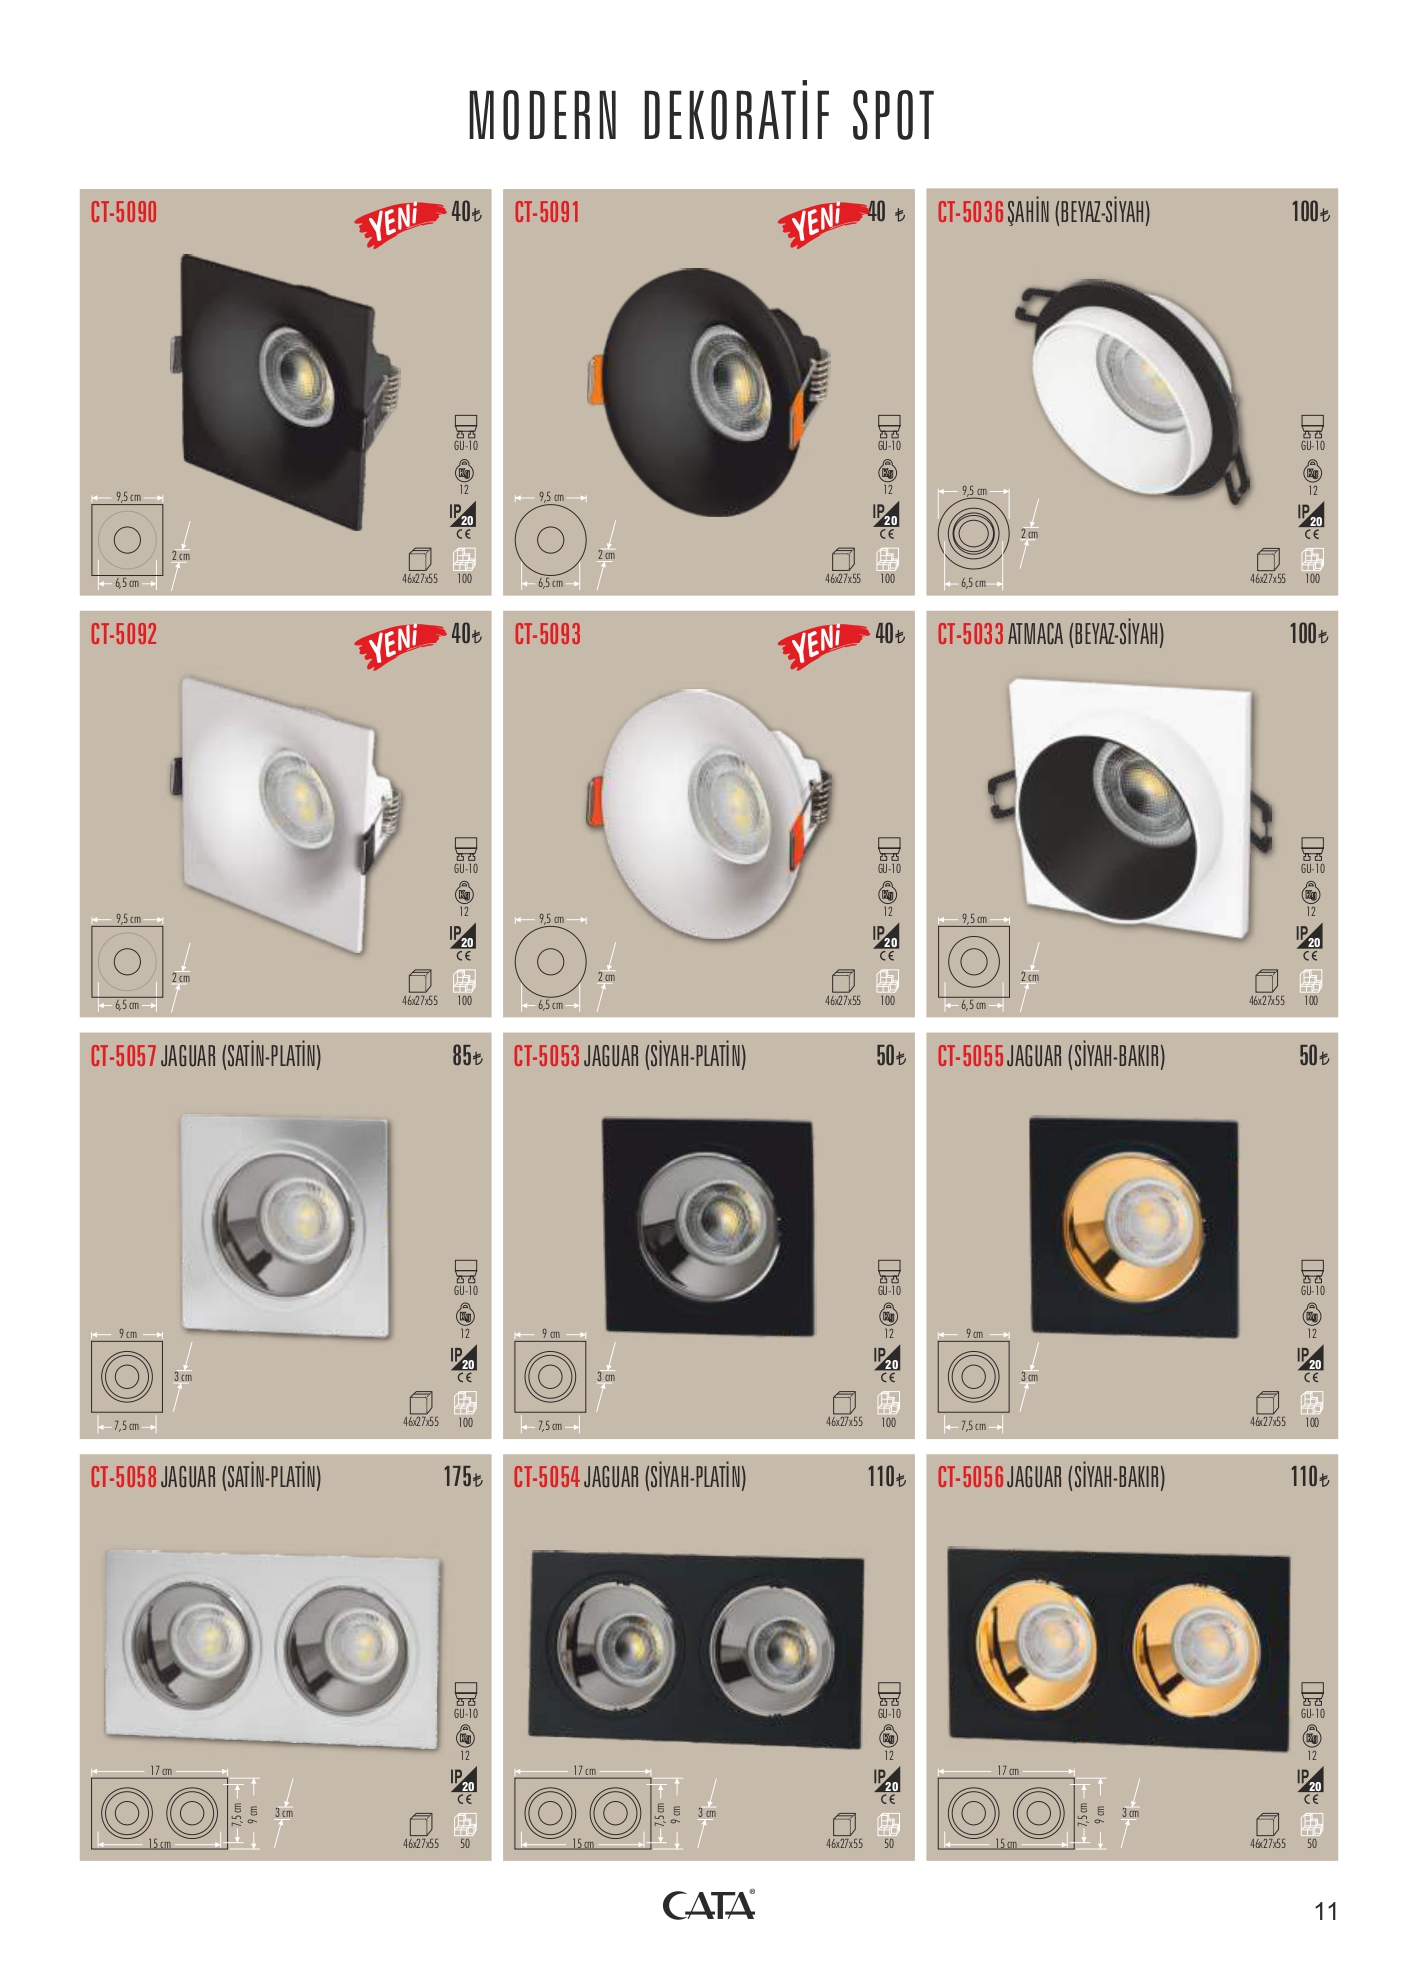 MODERN DEKORATİF SPOT
CT-5090
YENİ
40₺
GU-10
Kg
12
9,5 cm
IP 20
CE
2 cm
46x27x55
100
6,5 cm
CT-5091
YENİ
40 ₺
GU-10
Kg
12
9,5 cm
IP 20
CE
2 cm
46x27x55
100
6,5 cm
CT-5036 ŞAHİN (BEYAZ-SİYAH)
100₺
GU-10
Kg
12
9,5 cm
IP 20
CE
2 cm
46x27x55
100
6,5 cm
CT-5092
YENİ
40₺
GU-10
Kg
12
9,5 cm
IP 20
CE
2 cm
46x27x55
100
6,5 cm
CT-5093
YENİ
40₺
GU-10
Kg
12
9,5 cm
IP 20
CE
2 cm
46x27x55
100
6,5 cm
CT-5033 ATMACA (BEYAZ-SİYAH)
100₺
GU-10
Kg
12
9,5 cm
IP 20
CE
2 cm
46x27x55
100
6,5 cm
CT-5057 JAGUAR (SATİN-PLATİN)
85₺
GU-10
Kg
12
9 cm
IP 20
CE
3 cm
46x27x55
100
7,5 cm
CT-5053 JAGUAR (SİYAH-PLATİN)
50₺
GU-10
Kg
12
9 cm
IP 20
CE
3 cm
46x27x55
100
7,5 cm
CT-5055 JAGUAR (SİYAH-BAKIR)
50₺
GU-10
Kg
12
9 cm
IP 20
CE
3 cm
46x27x55
100
7,5 cm
CT-5058 JAGUAR (SATİN-PLATİN)
175₺
GU-10
Kg
12
17 cm
IP 20
CE
7,5 cm
9 cm
3 cm
46x27x55
50
15 cm
CT-5054 JAGUAR (SİYAH-PLATİN)
110₺
GU-10
Kg
12
17 cm
IP 20
CE
7,5 cm
9 cm
3 cm
46x27x55
50
15 cm
CT-5056 JAGUAR (SİYAH-BAKIR)
110₺
GU-10
Kg
12
17 cm
IP 20
CE
7,5 cm
9 cm
3 cm
46x27x55
50
15 cm
CATA®
11